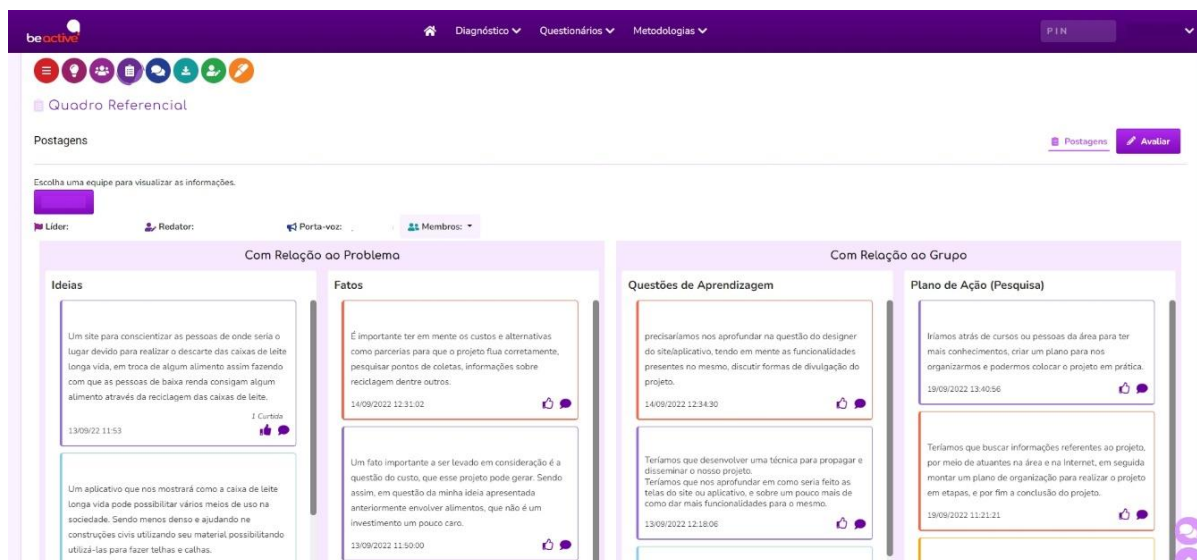 beactive
Diagnóstico
Questionários
Metodologias
PIN
Quadro Referencial
Postagens
Postagens
Avaliar
Escolha uma equipe para visualizar as informações.
Líder:
Redator:
Porta-voz:
Membros:
Com Relação ao Problema
Ideias
Um site para conscientizar as pessoas de onde seria o
lugar devido para realizar o descarte das caixas de leite
longa vida, em troca de algum alimento assim fazendo
com que as pessoas de baixa renda consigam algum
alimento através da reciclagem das caixas de leite.
1 Curtida
13/09/22 11:53
Um aplicativo que nos mostrará como a caixa de leite
longa vida pode possibilitar vários meios de uso na
sociedade. Sendo menos denso e ajudando ne
construções civis utilizando seu material possibilitando
utilizá-las para fazer telhas e calhas.
Fatos
É importante ter em mente os custos e alternativas
como parcerias para que o projeto flua corretamente,
pesquisar pontos de coletas, informações sobre
reciclagem dentre outros.
14/09/2022 12:31:02
Um fato importante a ser levado em consideração é a
questão do custo, que esse projeto pode gerar. Sendo
assim, em questão da minha ideia apresentada
anteriormente envolver alimentos, que não é um
investimento um pouco caro.
13/09/2022 11:50:00
Com Relação ao Grupo
Questões de Aprendizagem
precisaríamos nos aprofundar na questão do designer
do site/aplicativo, tendo em mente as funcionalidades
presentes no mesmo, discutir formas de divulgação do
projeto.
14/09/2022 12:34:30
Teríamos que desenvolver uma técnica para propagar e
disseminar o nosso projeto.
Teríamos que nos aprofundar em como seria feito as
telas do site ou aplicativo, e sobre um pouco mais de
como dar mais funcionalidades para o mesmo.
13/09/2022 12:18:06
Plano de Ação (Pesquisa)
Iríamos atrás de cursos ou pessoas da área para ter
mais conhecimentos, criar um plano para nos
organizarmos e podermos colocar o projeto em prática.
19/09/2022 13:40:56
Teríamos que buscar informações referentes ao projeto,
por meio de atuantes na área e na internet, em seguida
montar um plano de organização para realizar o projeto
em etapas, e por fim a conclusão do projeto.
19/09/2022 11:21:21